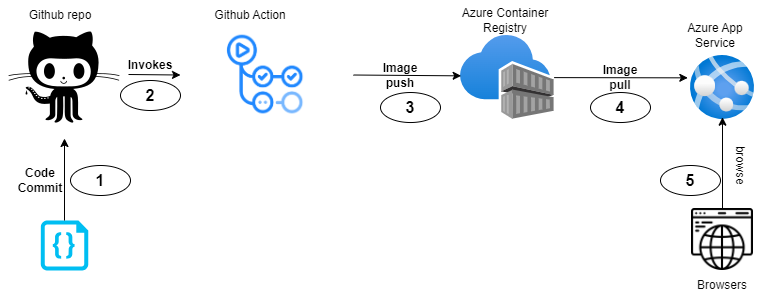 Github repo
Github Action
Azure Container
Registry
Azure App
Service
Invokes
2
Image
push
3
Image
pull
4
Code
Commit
1
5
browse
{}
Browsers